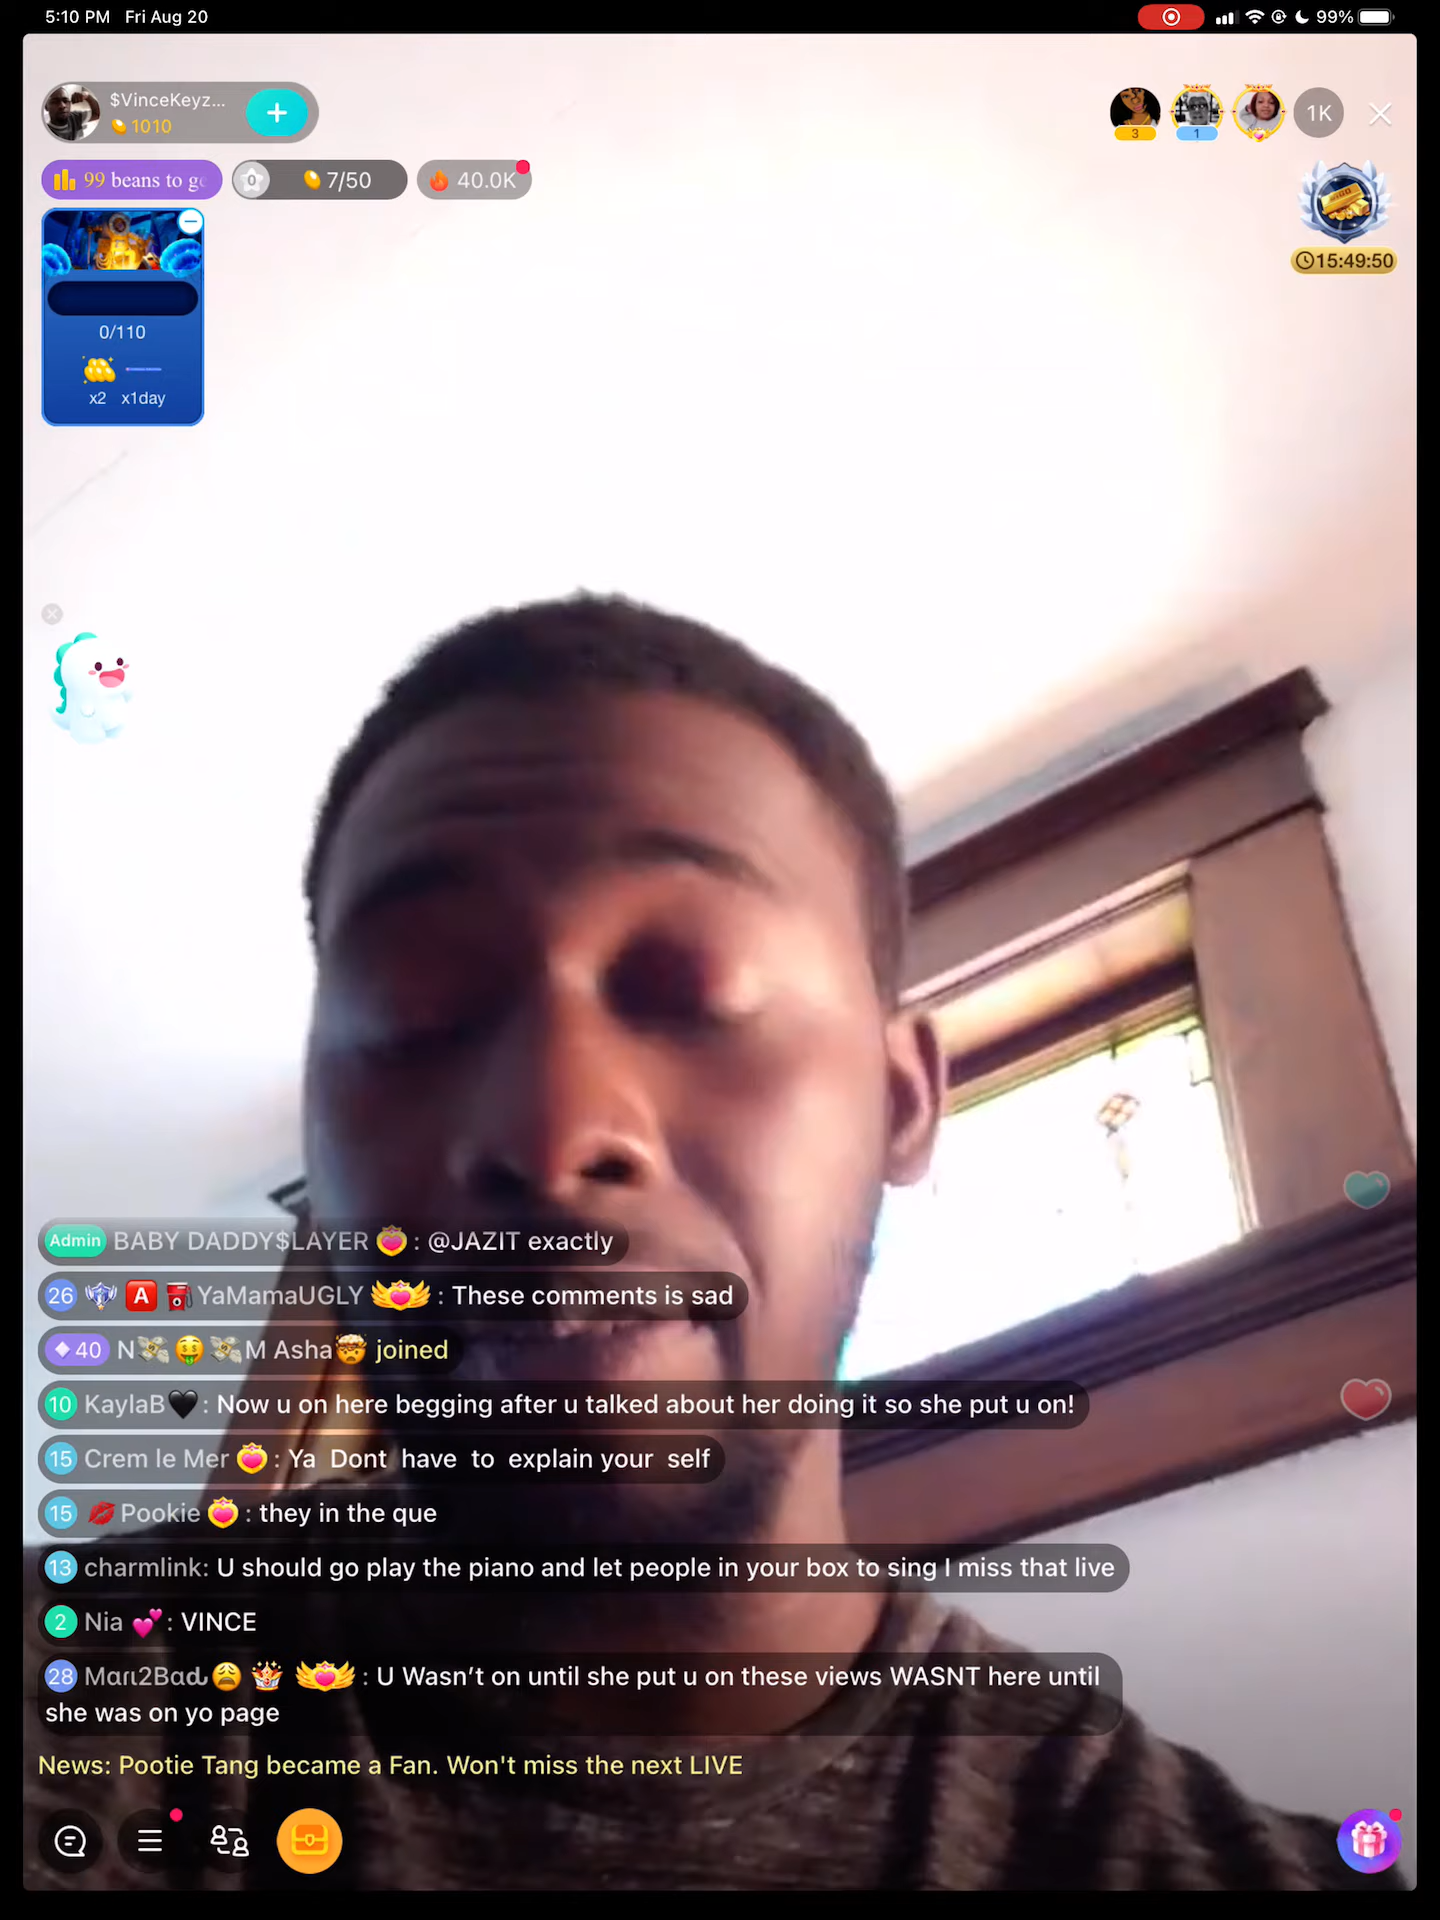 5:10 PM Fri Aug 20
99%
$VinceKeyz...
1010
3
1
1K
99 beans to ge
0
7/50
40.0K
15:49:50
0/110
x2 x1day
Admin BABY DADDY$LAYER : @JAZIT exactly
26 A YaMamaUGLY : These comments is sad
40 N💸🤑💸M Asha🤯 joined
10 KaylaB🖤: Now u on here begging after u talked about her doing it so she put u on!
15 Crem le Mer : Ya Dont have to explain your self
15 💋Pookie : they in the que
13 charmlink: U should go play the piano and let people in your box to sing I miss that live
2 Nia 💕: VINCE
28 Mαrι2Bαd😩 : U Wasn't on until she put u on these views WASNT here until
she was on yo page
News: Pootie Tang became a Fan. Won't miss the next LIVE